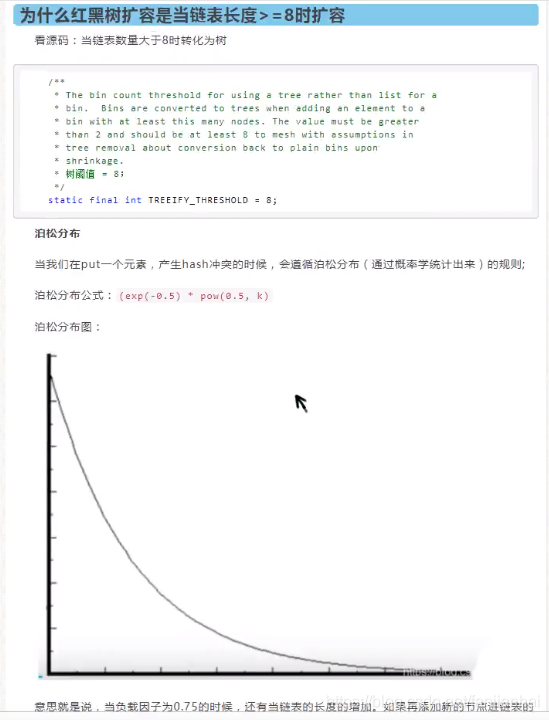 为什么红黑树扩容是当链表长度>=8时扩容
看源码：当链表数量大于8时转化为树
/**
* The bin count threshold for using a tree rather than list for a
* bin. Bins are converted to trees when adding an element to a
* bin with at least this many nodes. The value must be greater
* than 2 and should be at least 8 to mesh with assumptions in
* tree removal about conversion back to plain bins upon
* shrinkage.
* 树阈值 = 8;
*/
static final int TREEIFY_THRESHOLD = 8;
泊松分布
当我们在put一个元素，产生hash冲突的时候，会遵循泊松分布（通过概率学统计出来）的规则;
泊松分布公式：(exp(-0.5) * pow(0.5, k)
泊松分布图：
意思就是说，当负载因子为0.75的时候，还有当链表的长度的增加。如果再添加新的节点进链表的